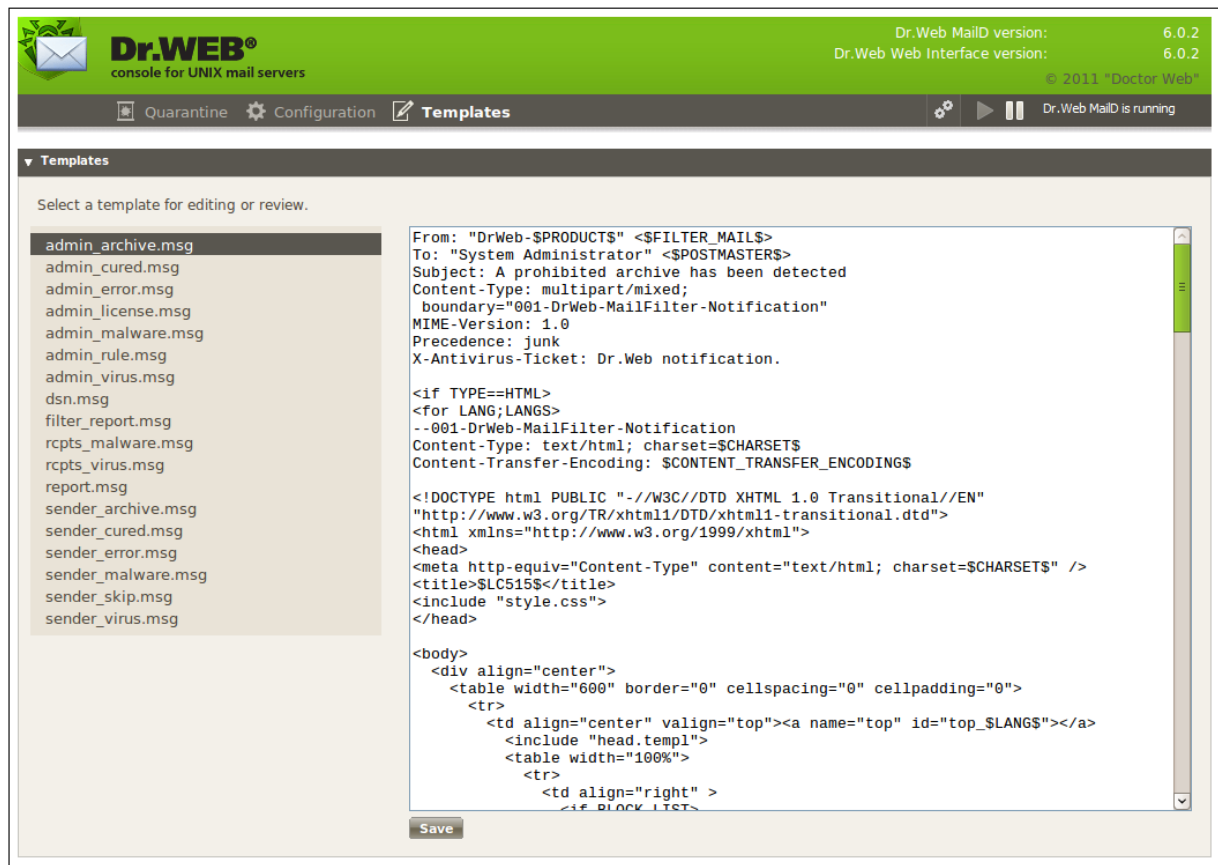 Dr.WEB®
console for UNIX mail servers
Dr.Web MailD version: 6.0.2
Dr.Web Web Interface version: 6.0.2
© 2011 "Doctor Web"
Quarantine Configuration Templates Dr.Web MailD is running
Templates
Select a template for editing or review.
admin_archive.msg
admin_cured.msg
admin_error.msg
admin_license.msg
admin_malware.msg
admin_rule.msg
admin_virus.msg
dsn.msg
filter_report.msg
rcpts_malware.msg
rcpts_virus.msg
report.msg
sender_archive.msg
sender_cured.msg
sender_error.msg
sender_malware.msg
sender_skip.msg
sender_virus.msg
From: "DrWeb-$PRODUCT$" <$FILTER_MAIL$>
To: "System Administrator" <$POSTMASTER$>
Subject: A prohibited archive has been detected
Content-Type: multipart/mixed;
 boundary="001-DrWeb-MailFilter-Notification"
MIME-Version: 1.0
Precedence: junk
X-Antivirus-Ticket: Dr.Web notification.
<if TYPE==HTML>
<for LANG;LANGS>
--001-DrWeb-MailFilter-Notification
Content-Type: text/html; charset=$CHARSET$
Content-Transfer-Encoding: $CONTENT_TRANSFER_ENCODING$
<!DOCTYPE html PUBLIC "-//W3C//DTD XHTML 1.0 Transitional//EN"
"http://www.w3.org/TR/xhtml1/DTD/xhtml1-transitional.dtd">
<html xmlns="http://www.w3.org/1999/xhtml">
<head>
<meta http-equiv="Content-Type" content="text/html; charset=$CHARSET$" />
<title>$LC515$</title>
<include "style.css">
</head>
<body>
  <div align="center">
    <table width="600" border="0" cellspacing="0" cellpadding="0">
      <tr>
        <td align="center" valign="top"><a name="top" id="top_$LANG$"></a>
          <include "head.templ">
          <table width="100%">
            <tr>
              <td align="right" >
                <if BLOCK_LIST>
Save